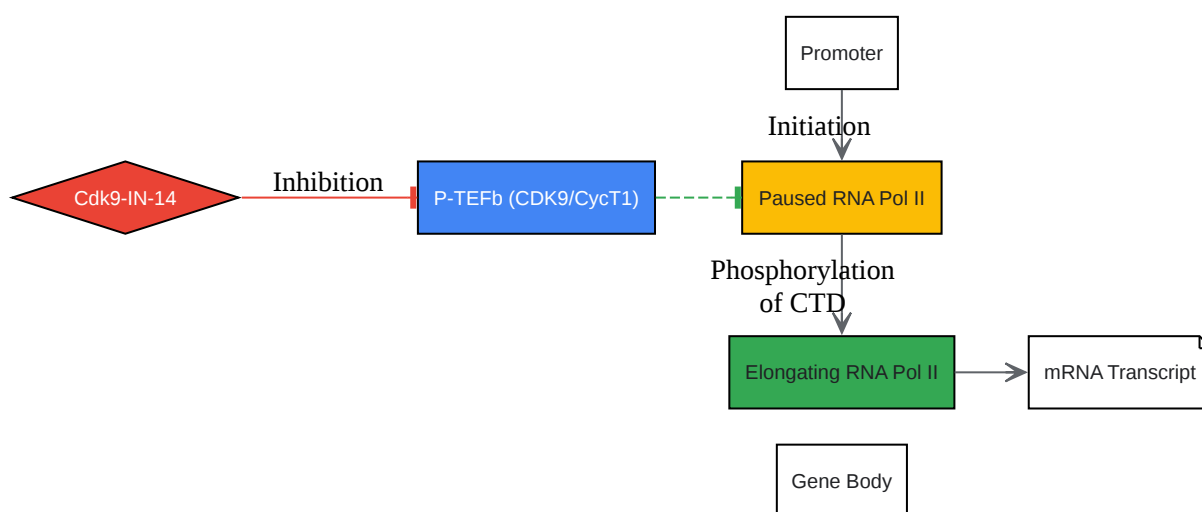 Promoter
Initiation
Cdk9-IN-14
Inhibition
P-TEFb (CDK9/CycT1)
Paused RNA Pol II
Phosphorylation
of CTD
Elongating RNA Pol II
mRNA Transcript
Gene Body